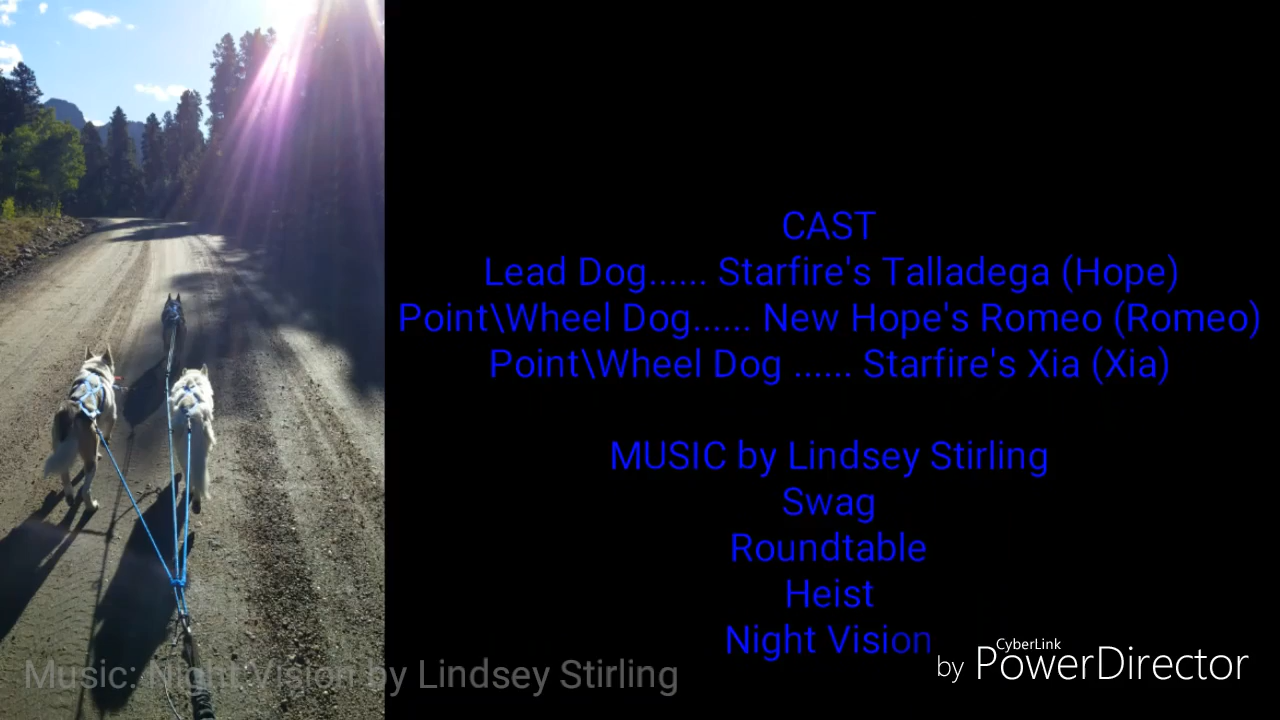 CAST
Lead Dog...... Starfire's Talladega (Hope)
Point\Wheel Dog...... New Hope's Romeo (Romeo)
Point\Wheel Dog ...... Starfire's Xia (Xia)
MUSIC by Lindsey Stirling
Swag
Roundtable
Heist
Night Vision
Music: Night Vision by Lindsey Stirling
by CyberLink PowerDirector